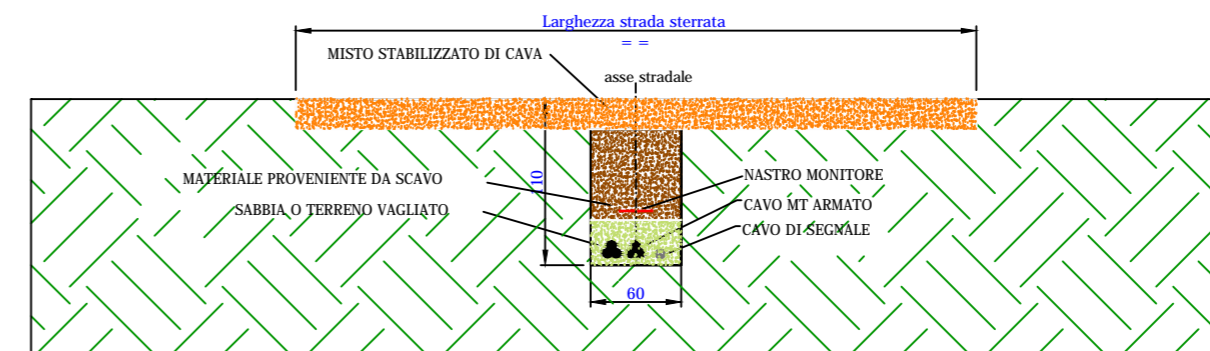 Larghezza strada sterrata
= =
MISTO STABILIZZATO DI CAVA
asse stradale
MATERIALE PROVENIENTE DA SCAVO
110
NASTRO MONITORE
SABBIA O TERRENO VAGLIATO
CAVO MT ARMATO
CAVO DI SEGNALE
60